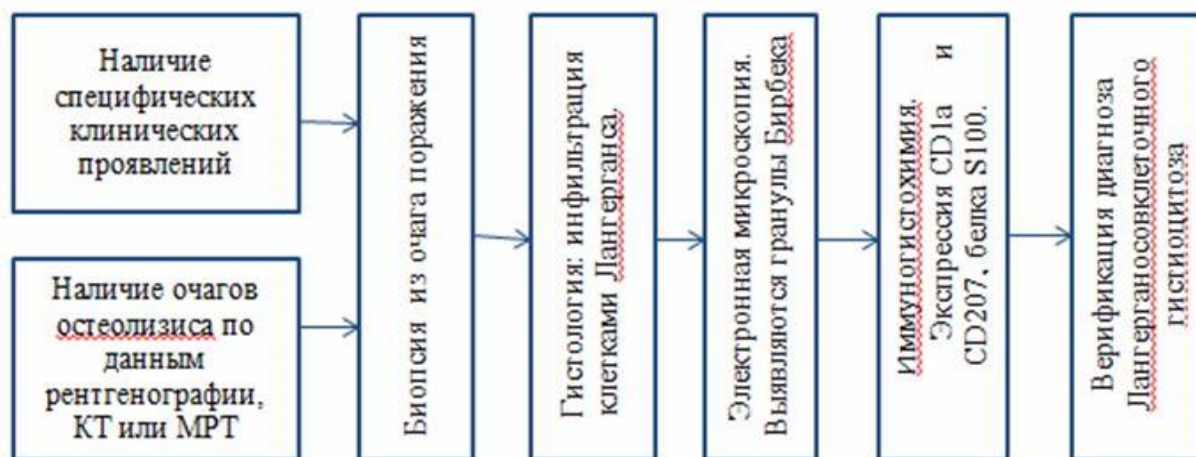 Наличие
специфических
клинических
проявлений
Наличие очагов
остеолизиса по
данным
рентгенографии,
КТ или МРТ
Биопсия из очага поражения
Гистология: инфильтрация
клетками Лангерганса.
Электронная микроскопия.
Выявляются гранулы Бирбека
Иммуногистохимия.
Экспрессия CD1a и
CD207, белка S100.
Верификация диагноза
Лангерганосовклеточного
гистиоцитоза